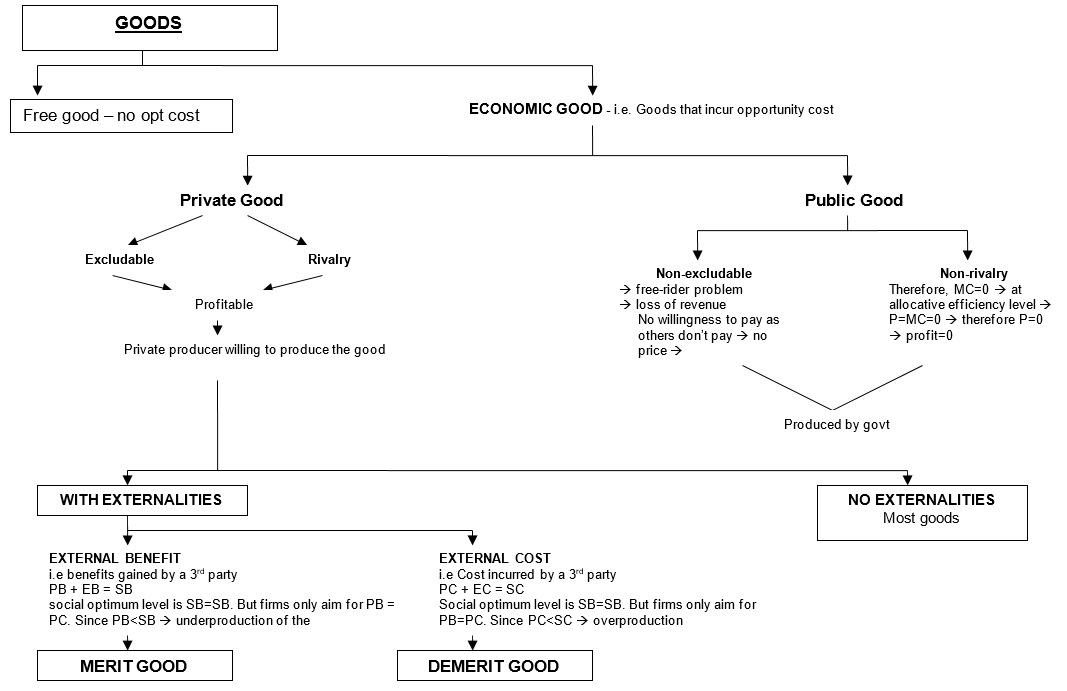 GOODS
Free good – no opt cost
ECONOMIC GOOD - i.e. Goods that incur opportunity cost
Private Good
Public Good
Excludable
Rivalry
Profitable
Private producer willing to produce the good
Non-excludable
→ free-rider problem
→ loss of revenue
No willingness to pay as
others don't pay → no
price →
Non-rivalry
Therefore, MC=0 → at
allocative efficiency level →
P=MC=0 → therefore P=0
→ profit=0
Produced by govt
WITH EXTERNALITIES
NO EXTERNALITIES
Most goods
EXTERNAL BENEFIT
i.e benefits gained by a 3rd party
PB + EB = SB
social optimum level is SB=SB. But firms only aim for PB =
PC. Since PB<SB → underproduction of the
EXTERNAL COST
i.e Cost incurred by a 3rd party
PC + EC = SC
Social optimum level is SB=SB. But firms only aim for
PB=PC. Since PC<SC → overproduction
MERIT GOOD
DEMERIT GOOD